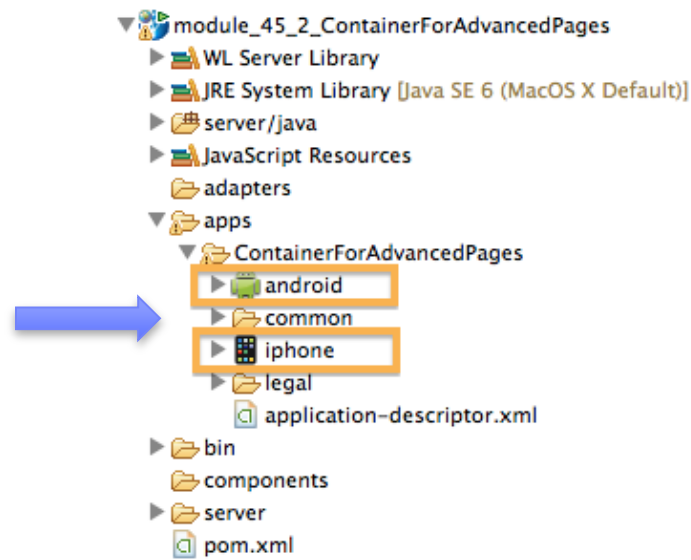 module_45_2_ContainerForAdvancedPages
WL Server Library
JRE System Library [Java SE 6 (MacOS X Default)]
server/java
JavaScript Resources
adapters
apps
ContainerForAdvancedPages
android
common
iphone
legal
application-descriptor.xml
bin
components
server
pom.xml